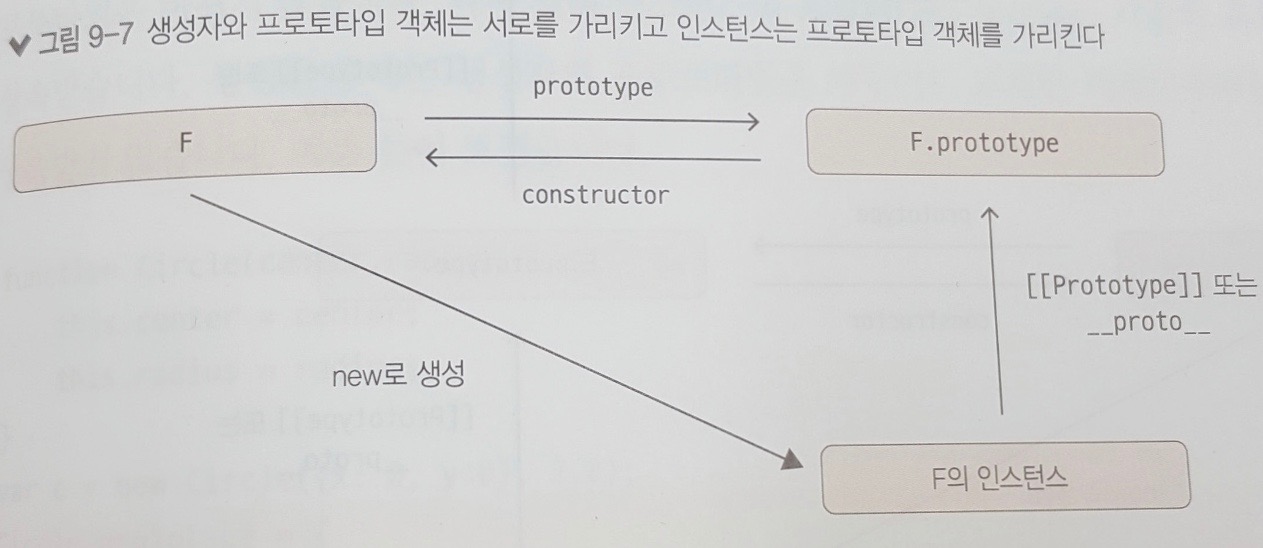 그림 9-7 생성자와 프로토타입 객체는 서로를 가리키고 인스턴스는 프로토타입 객체를 가리킨다
prototype
F
F.prototype
constructor
[[Prototype]] 또는
__proto__
new로 생성
F의 인스턴스